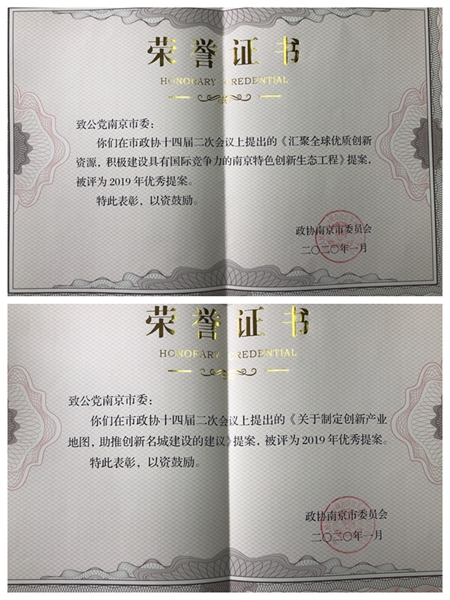 荣誉证书
HONORARY CREDENTIAL
致公党南京市委：
你们在市政协十四届二次会议上提出的《汇聚全球优质创新
资源，积极建设具有国际竞争力的南京特色创新生态工程》提案，
被评为2019年优秀提案。
特此表彰，以资鼓励。
政协南京市委员会
二〇二〇年一月
荣誉证书
HONORARY CREDENTIAL
致公党南京市委：
你们在市政协十四届二次会议上提出的《关于制定创新产业
地图，助推创新名城建设的建议》提案，被评为2019年优秀提案。
特此表彰，以资鼓励。
政协南京市委员会
二〇二〇年一月